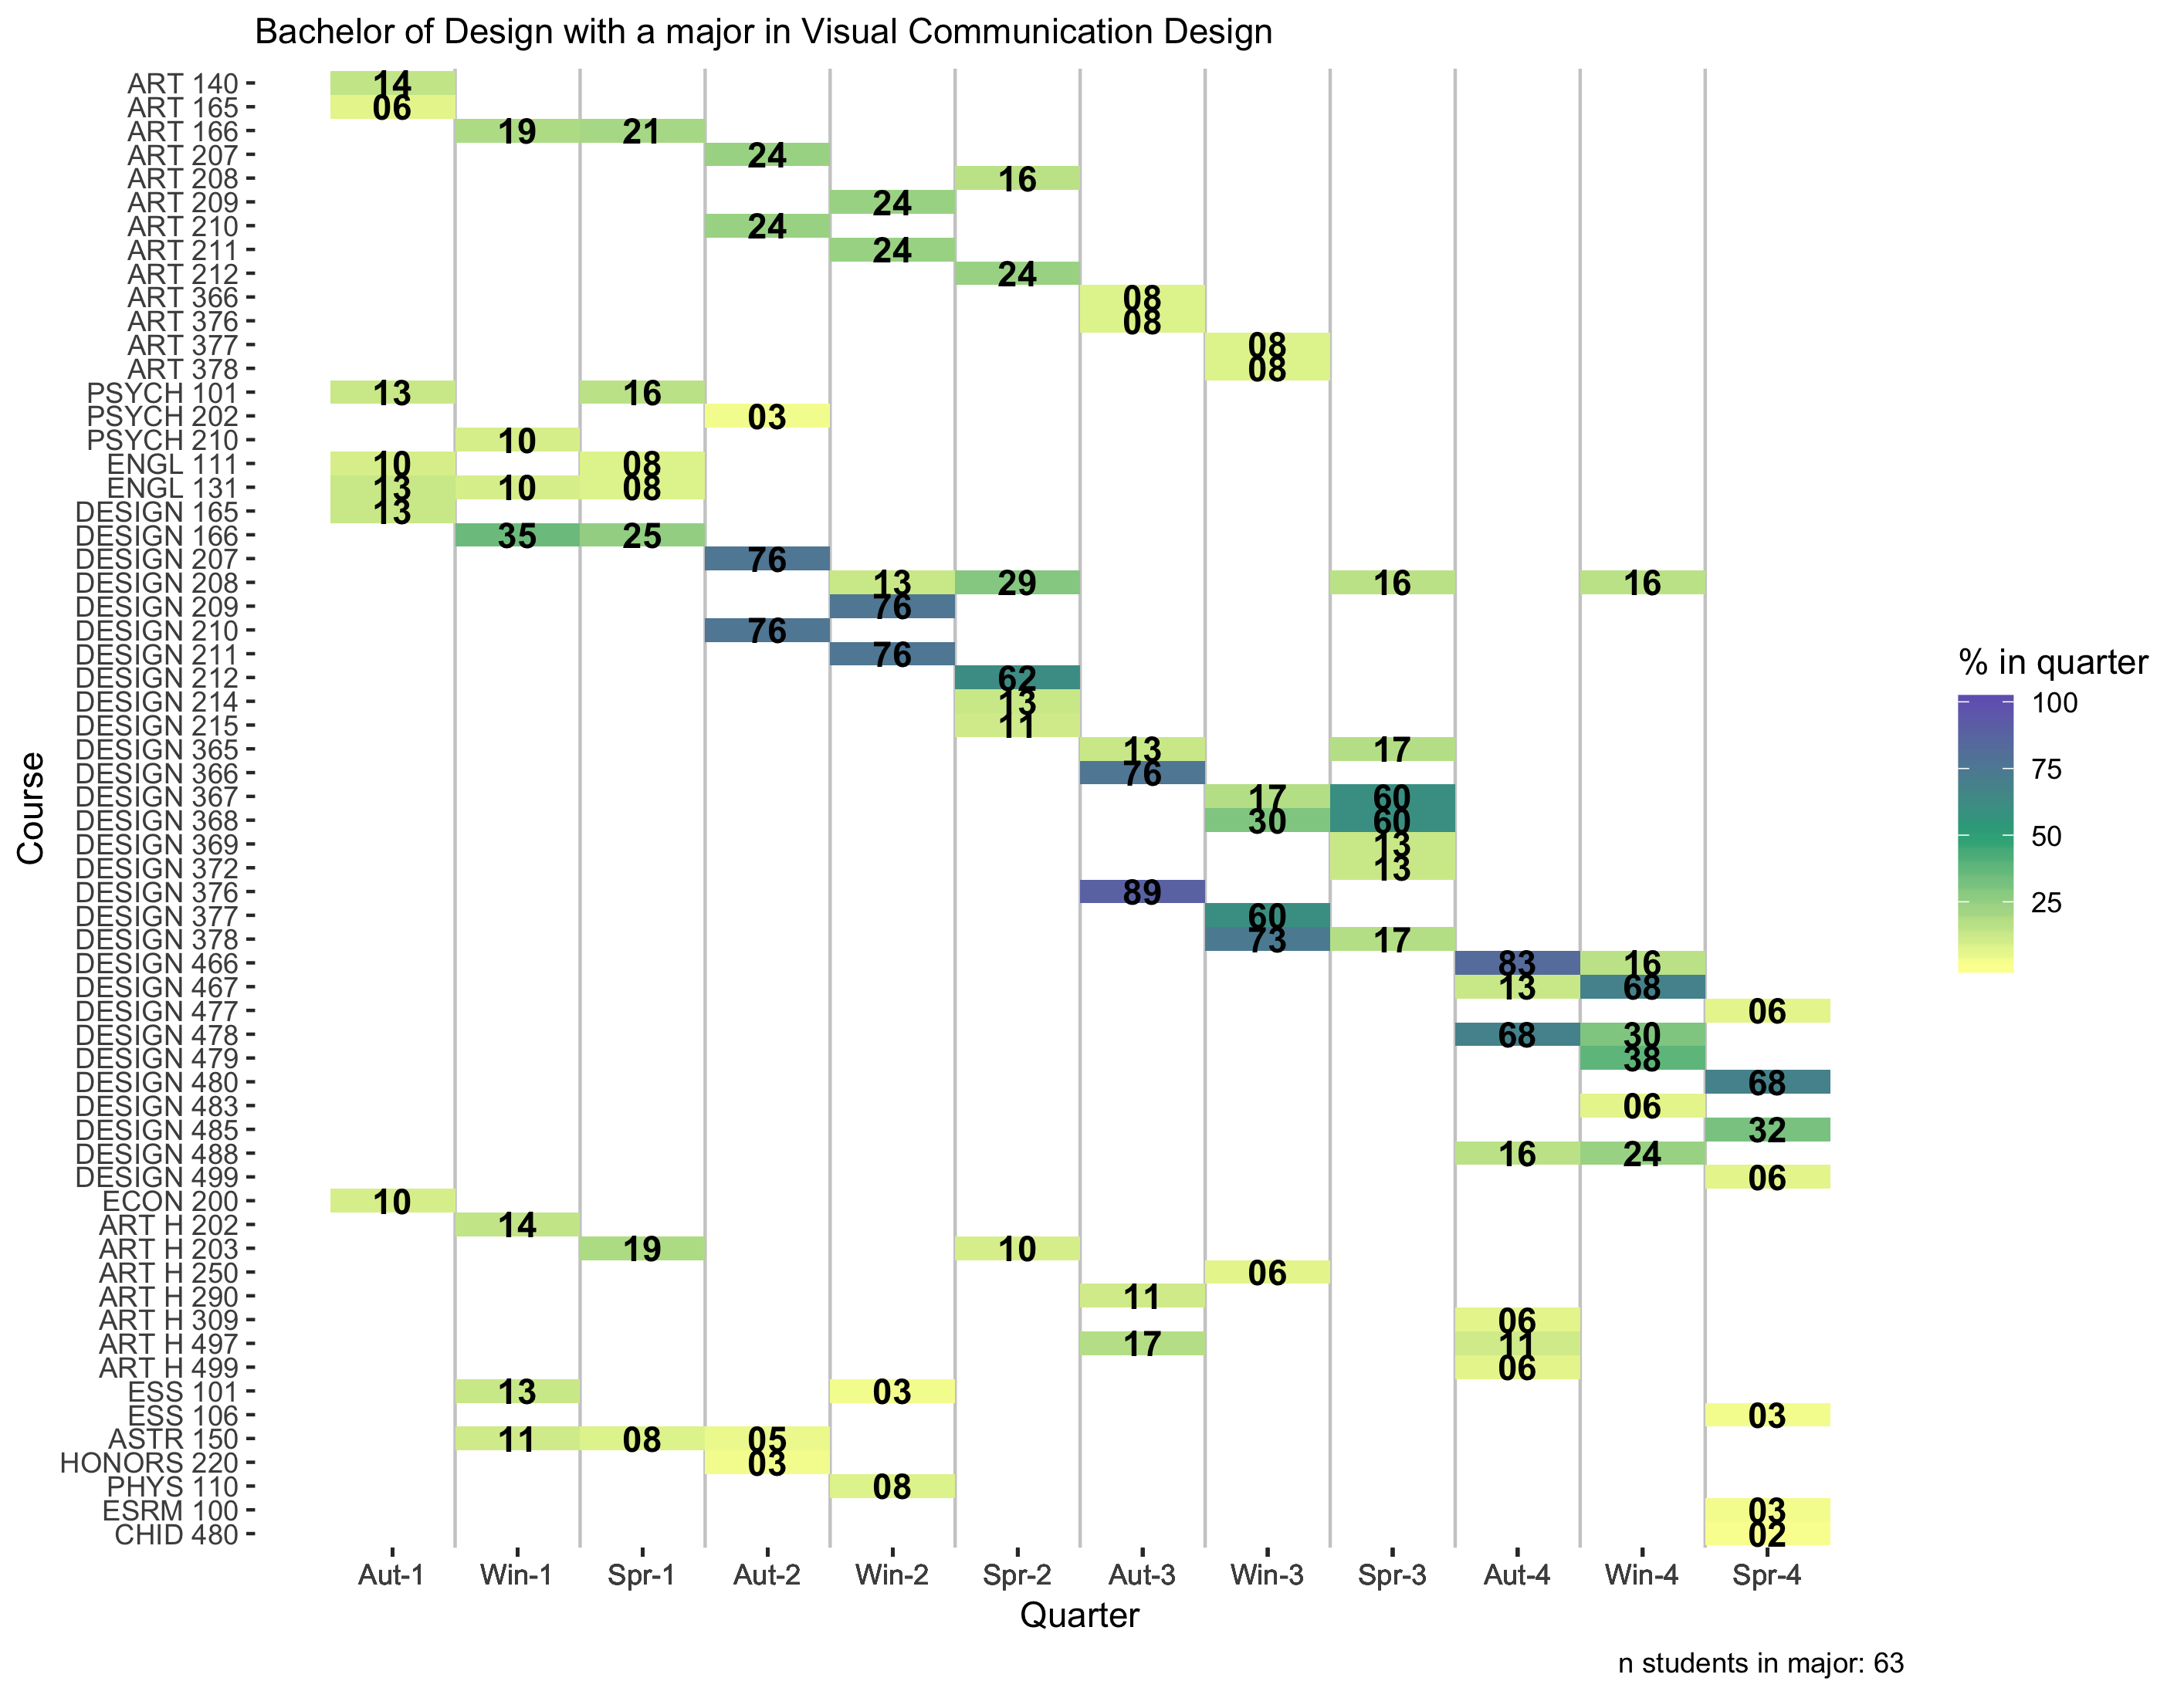 Bachelor of Design with a major in Visual Communication Design
ART 140 14
ART 165 06
ART 166 19 21
ART 207 24
ART 208 16
ART 209 24
ART 210 24
ART 211 24
ART 212 24
ART 366 08
ART 376 08
ART 377 08
ART 378 08
PSYCH 101 13 16
PSYCH 202 03
PSYCH 210 10
ENGL 111 10 08
ENGL 131 13 10 08
DESIGN 165 13
DESIGN 166 35 25
DESIGN 207 76
DESIGN 208 13 29 16 16
DESIGN 209 76
DESIGN 210 76
DESIGN 211 76
DESIGN 212 62
DESIGN 214 13
DESIGN 215 11
DESIGN 365 13 17
DESIGN 366 76
DESIGN 367 17 60
DESIGN 368 30 60
DESIGN 369 13
DESIGN 372 13
DESIGN 376 89
DESIGN 377 60
DESIGN 378 73 17
DESIGN 466 83 16
DESIGN 467 13 68
DESIGN 477 06
DESIGN 478 68 30
DESIGN 479 38
DESIGN 480 68
DESIGN 483 06
DESIGN 485 32
DESIGN 488 16 24
DESIGN 499 06
ECON 200 10
ART H 202 14
ART H 203 19 10
ART H 250 06
ART H 290 11
ART H 309 06
ART H 497 17 11
ART H 499 06
ESS 101 13 03
ESS 106 03
ASTR 150 11 08 05
HONORS 220 03
PHYS 110 08
ESRM 100 03
CHID 480 02
Course
Aut-1 Win-1 Spr-1 Aut-2 Win-2 Spr-2 Aut-3 Win-3 Spr-3 Aut-4 Win-4 Spr-4
Quarter
% in quarter
100
75
50
25
n students in major: 63